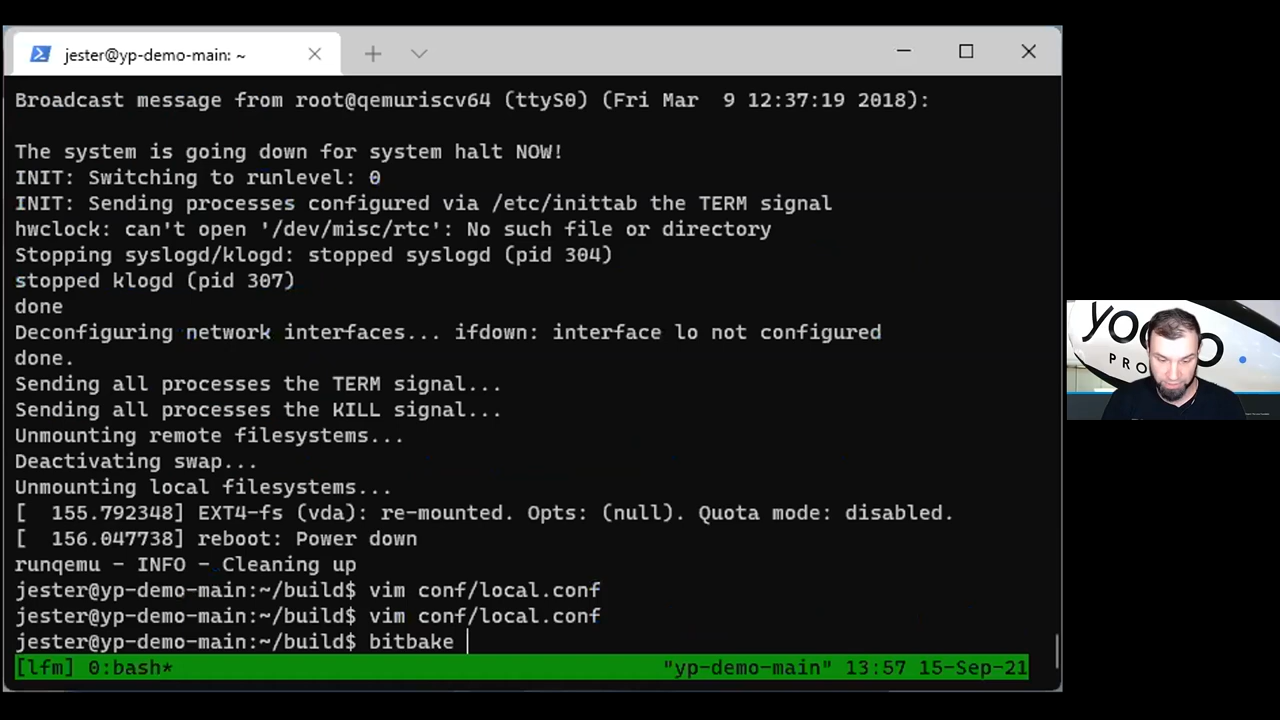 jester@yp-demo-main: ~
Broadcast message from root@qemuriscv64 (ttyS0) (Fri Mar  9 12:37:19 2018):
The system is going down for system halt NOW!
INIT: Switching to runlevel: 0
INIT: Sending processes configured via /etc/inittab the TERM signal
hwclock: can't open '/dev/misc/rtc': No such file or directory
Stopping syslogd/klogd: stopped syslogd (pid 304)
stopped klogd (pid 307)
done
Deconfiguring network interfaces... ifdown: interface lo not configured
done.
Sending all processes the TERM signal...
Sending all processes the KILL signal...
Unmounting remote filesystems...
Deactivating swap...
Unmounting local filesystems...
[  155.792348] EXT4-fs (vda): re-mounted. Opts: (null). Quota mode: disabled.
[  156.047738] reboot: Power down
runqemu - INFO - Cleaning up
jester@yp-demo-main:~/build$ vim conf/local.conf
jester@yp-demo-main:~/build$ vim conf/local.conf
jester@yp-demo-main:~/build$ bitbake
[lfm] 0:bash* "yp-demo-main" 13:57 15-Sep-21